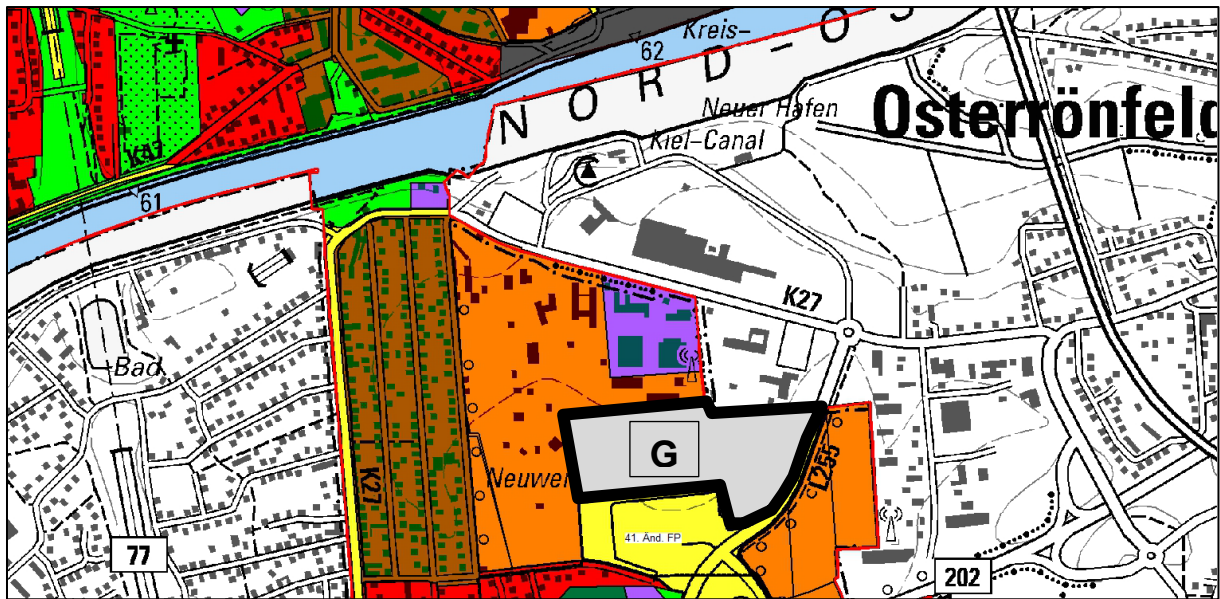 Kreis-
62
NORD-OS
Neuer Hafen
Kiel-Canal
Osterrönfeld
K47
61
K27
Bad
G
K27
L255
41. Änd. FP
77
202